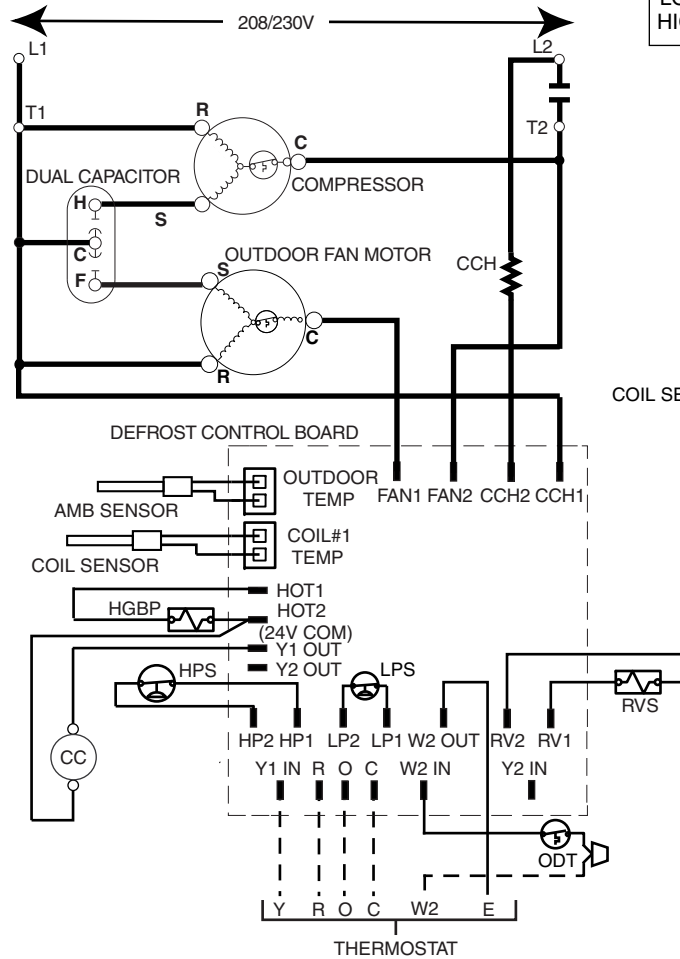 208/230V
L1
L2
T1
R
T2
C
DUAL CAPACITOR
COMPRESSOR
H
S
C
OUTDOOR FAN MOTOR
F
S
CCH
C
R
COIL SE
DEFROST CONTROL BOARD
OUTDOOR
TEMP
FAN1 FAN2 CCH2 CCH1
AMB SENSOR
COIL#1
TEMP
COIL SENSOR
HOT1
HGBP
HOT2
(24V COM)
Y1 OUT
Y2 OUT
HPS
LPS
RVS
HP2 HP1 LP2 LP1 W2 OUT RV2 RV1
CC
Y1 IN R O C W2 IN Y2 IN
ODT
Y R O C W2 E
THERMOSTAT